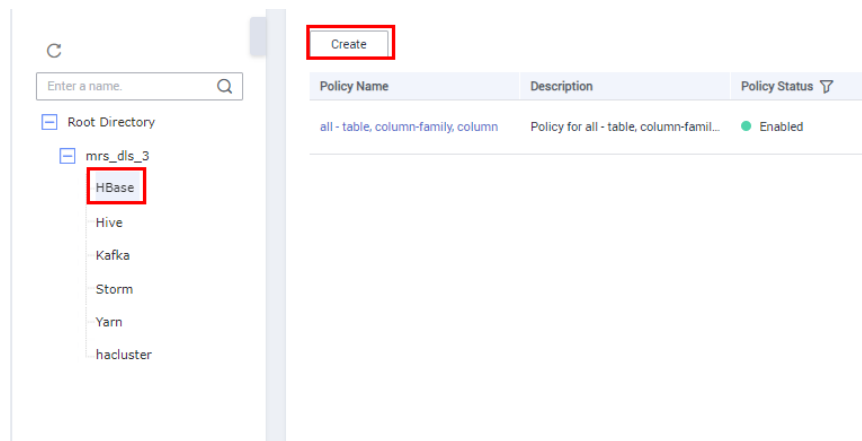 Create
Enter a name.
Policy Name Description Policy Status
Root Directory
all - table, column-family, column Policy for all - table, column-famil... Enabled
mrs_dls_3
HBase
Hive
Kafka
Storm
Yarn
hacluster